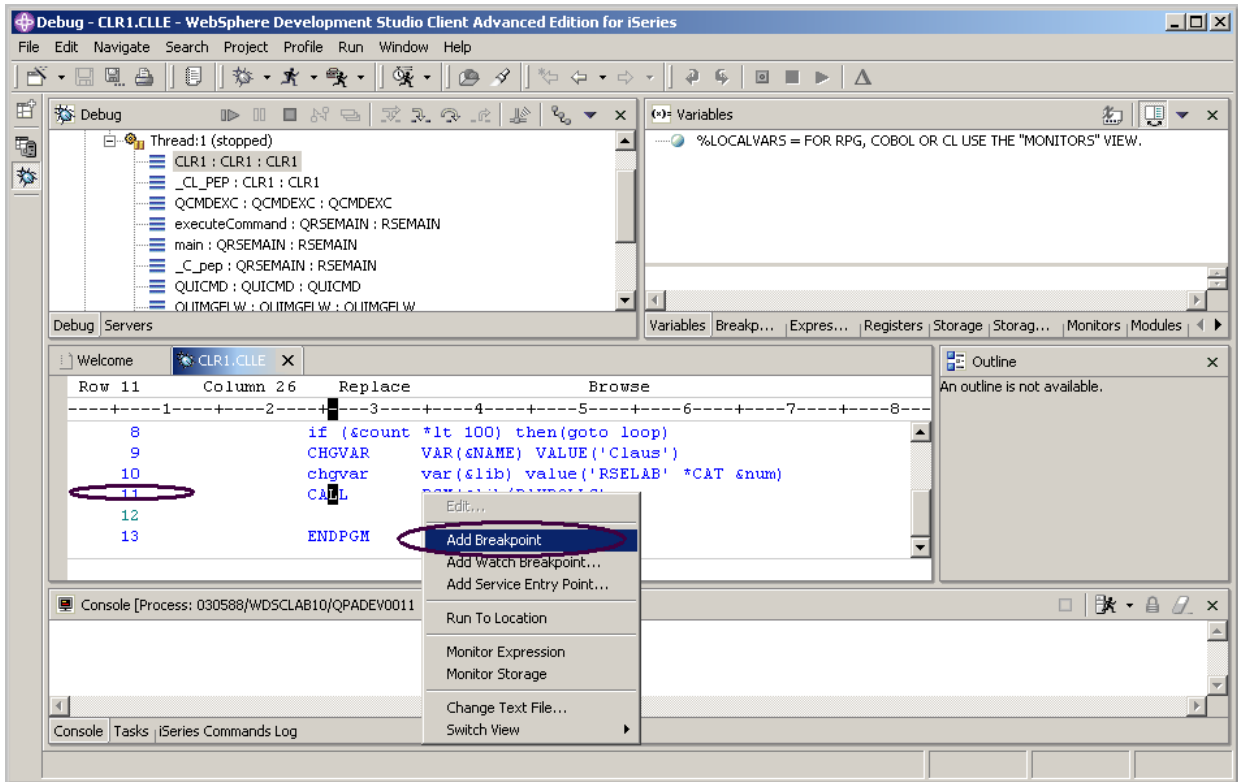 Debug - CLR1.CLLE - WebSphere Development Studio Client Advanced Edition for iSeries
File Edit Navigate Search Project Profile Run Window Help
Debug
Thread:1 (stopped)
CLR1 : CLR1 : CLR1
_CL_PEP : CLR1 : CLR1
QCMDEXC : QCMDEXC : QCMDEXC
executeCommand : QRSEMAIN : RSEMAIN
main : QRSEMAIN : RSEMAIN
_C_pep : QRSEMAIN : RSEMAIN
QUICMD : QUICMD : QUICMD
Debug Servers
(x)= Variables
%LOCALVARS = FOR RPG, COBOL OR CL USE THE "MONITORS" VIEW.
Variables Breakp... Expres... Registers Storage Storag... Monitors Modules
Welcome CLR1.CLLE
Row 11 Column 26 Replace Browse
----+----1----+----2----+----3----+----4----+----5----+----6----+----7----+----8---
8 if (&count *lt 100) then(goto loop)
9 CHGVAR VAR(&NAME) VALUE('Claus')
10 chgvar var(&lib) value('RSELAB' *CAT &num)
11 CALL
12
13 ENDPGM
Edit...
Add Breakpoint
Add Watch Breakpoint...
Add Service Entry Point...
Run To Location
Monitor Expression
Monitor Storage
Change Text File...
Switch View
Outline
An outline is not available.
Console [Process: 030588/WDSCLAB10/QPADEV0011
Console Tasks iSeries Commands Log